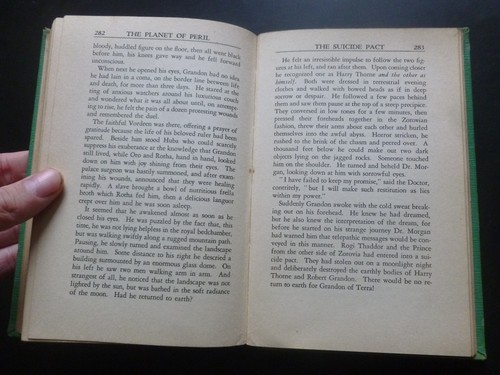 282 THE PLANET OF PERIL
bloody, huddled figure on the floor, then all went black
before him, his knees gave way and he fell forward
unconscious.
When next he opened his eyes, Grandon had no idea
he had lain in a coma, on the border line between life
and death, for more than three days. He stared at the
ring of anxious watchers around his luxurious couch
and wondered what it was all about until, on attempt-
ing to rise, he felt the pain of a dozen protesting wounds
and remembered the duel.
The faithful Vordeen was there, offering a prayer of
gratitude because the life of his beloved ruler had been
spared. Beside him stood Huba who could scarcely
suppress his exuberance at the knowledge that Grandon
still lived, while Oro and Rotha, hand in hand, looked
down on him with joy shining from their eyes. The
palace surgeon was hastily summoned, and after exam-
ining his wounds, announced that they were healing
rapidly. A slave brought a bowl of nutritious frella
broth which Rotha fed him, then a delicious languor
crept over him and he was soon asleep.
It seemed that he awakened almost as soon as he
closed his eyes. He was puzzled by the fact that, this
time, he was not lying helpless in the royal bedchamber,
but was walking swiftly along a rugged mountain path.
Pausing, he slowly turned and examined the landscape
around him. Some distance to his right he descried a
building surmounted by an enormous glass dome. On
his left he saw two men walking arm in arm. And
strangest of all, he noticed that the landscape was not
lighted by the sun, but was bathed in the soft radiance
of the moon. Had he returned to earth?
THE SUICIDE PACT 283
He felt an irresistible impulse to follow the two fig-
ures at his left, and ran after them. Upon coming closer
he recognized one as Harry Thorne and the other as
himself. Both were dressed in terrestrial evening
clothes and walked with bowed heads as if in deep
sorrow or despair. He followed a few paces behind
them and saw them pause at the top of a steep precipice.
They conversed in low tones for a few minutes, then
pressed their foreheads together in the Zinovian
fashion, threw their arms about each other and hurled
themselves into the awful abyss. Horror stricken, he
rushed to the brink of the chasm and peered over. A
thousand feet below he could make out two dark
objects lying on the jagged rocks. Someone touched
him on the shoulder. He turned and beheld Dr. Mor-
gan, looking down at him with sorrowful eyes.
" I have failed to keep my promise," said the Doctor,
contritely, " but I will make such restitution as lies
within my power."
Suddenly Grandon awoke with the cold sweat break-
ing out on his forehead. He knew he had dreamed,
but he also knew the interpretation of the dream, for
before he started on his strange journey Dr. Morgan
had warned him that telepathic messages would be con-
veyed in this manner. Rogi Thaddor and the Prince
from the other side of Zorovia had entered into a sui-
cide pact. They had stolen out on a moonlight night
and deliberately destroyed the earthly bodies of Harry
Thorne and Robert Grandon. There would be no re-
turn to earth for Grandon of Terra!